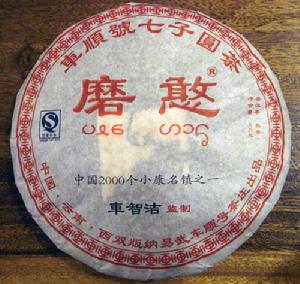 車順號七子圓茶
磨憨®
中国2000个小康名镇之一
車智洁 监制
中国·云南·西双版纳易武车顺号茶庄出品